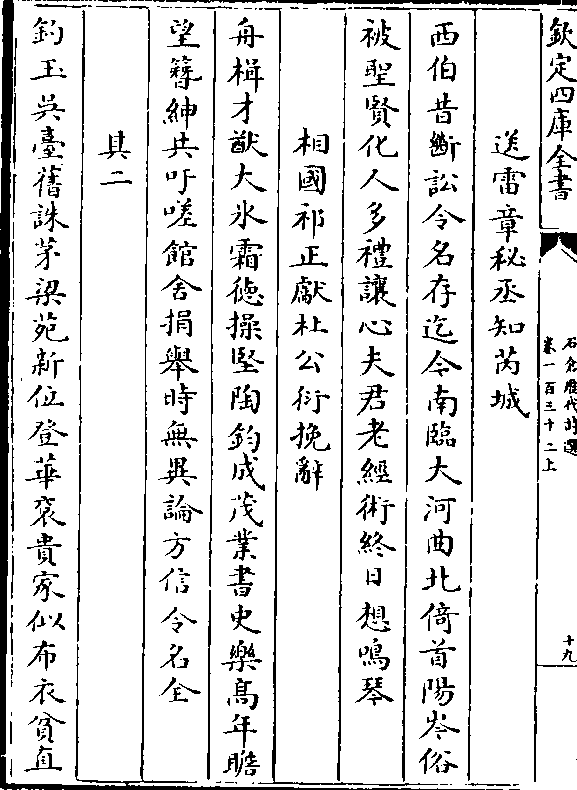 欽定四庫全書
石倉歷代詩選
卷一百三十二上
十九
送雷章秘丞知芮城
西伯昔斷訟令名存迄今南臨大河曲北倚首陽岑俗
被聖賢化人多禮讓心夫君老經術終日想鳴琴
相國祁正獻杜公衍挽辭
舟楫才猷大氷霜徳操堅陶鈞成茂業書史樂髙年瞻
望簪紳共吁嗟館舍捐舉時無異論方信令名全
其二
鈞玉吳臺舊誅茅梁苑新位登華衮貴家似布衣貧直